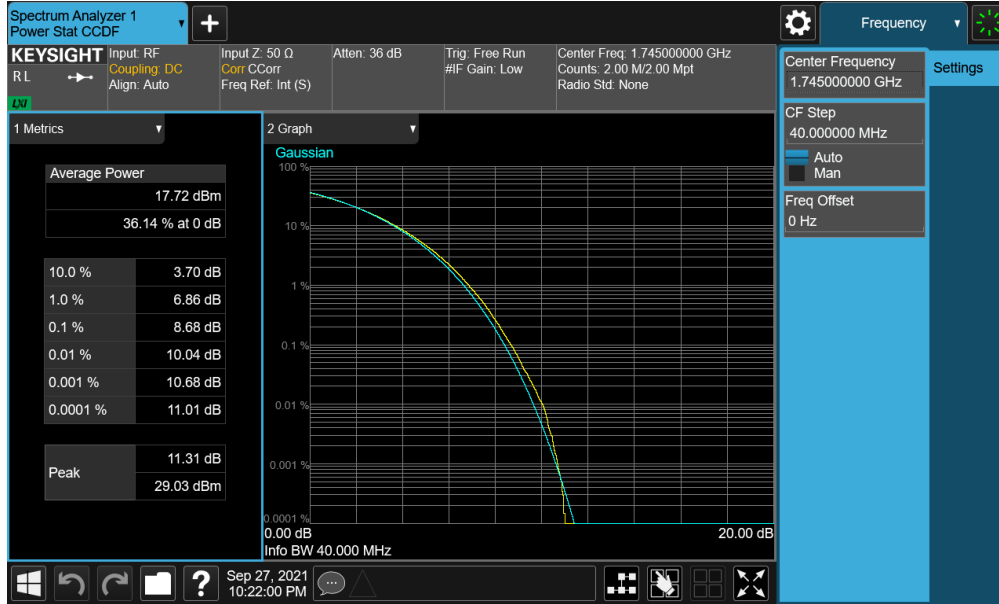 Spectrum Analyzer 1
Power Stat CCDF
Frequency
KEYSIGHT
Input: RF
Input Z: 50 Ω
Atten: 36 dB
Trig: Free Run
Center Freq: 1.745000000 GHz
R L
Coupling: DC
Corr CCorr
#IF Gain: Low
Counts: 2.00 M/2.00 Mpt
Align: Auto
Freq Ref: Int (S)
Radio Std: None
LXI
Center Frequency
1.745000000 GHz
Settings
CF Step
40.000000 MHz
Auto
Man
Freq Offset
0 Hz
1 Metrics
Average Power
17.72 dBm
36.14 % at 0 dB
10.0 % 3.70 dB
1.0 % 6.86 dB
0.1 % 8.68 dB
0.01 % 10.04 dB
0.001 % 10.68 dB
0.0001 % 11.01 dB
Peak
11.31 dB
29.03 dBm
2 Graph
Gaussian
100 %
10 %
1 %
0.1 %
0.01 %
0.001 %
0.0001 %
0.00 dB 20.00 dB
Info BW 40.000 MHz
?
Sep 27, 2021
10:22:00 PM